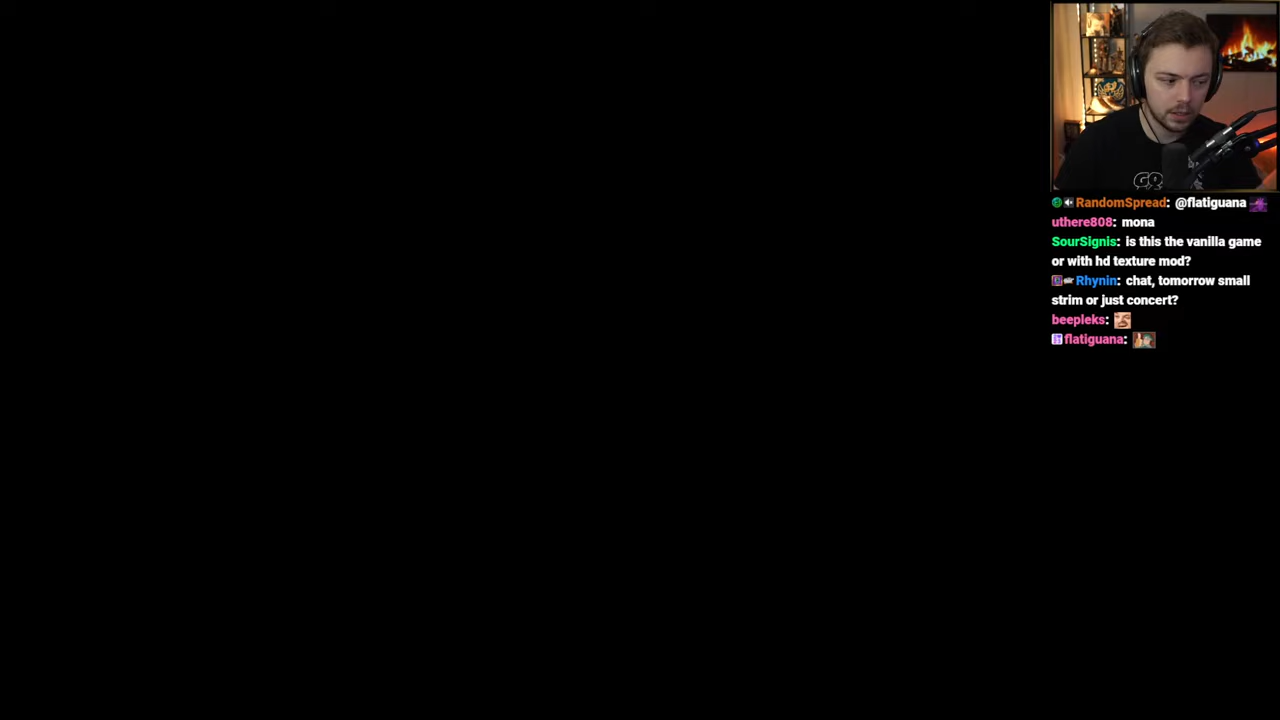 GO
RandomSpread: @flatiguana
uthere808: mona
SourSignis: is this the vanilla game
or with hd texture mod?
Rhynin: chat, tomorrow small
strim or just concert?
beepleks:
flatiguana: